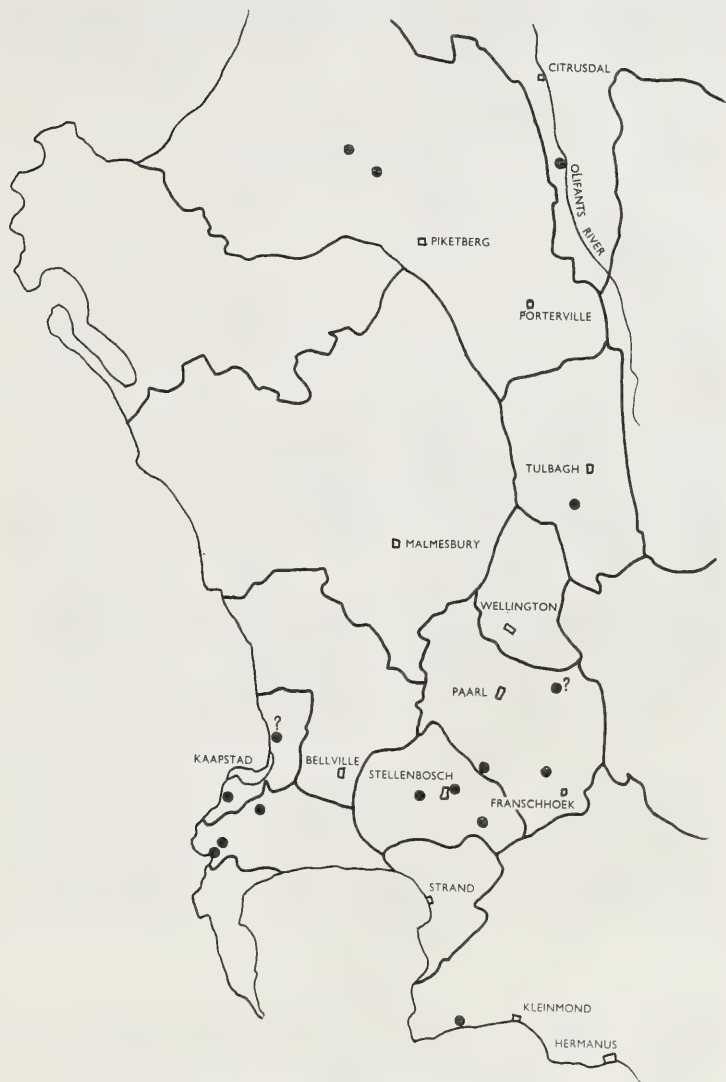 CITRUSDAL
OLIFANTS RIVER
PIKETBERG
PORTERVILLE
TULBAGH
MALMESBURY
WELLINGTON
PAARL
?
?
KAAPSTAD
BELLVILLE
STELLENBOSCH
FRANSCHHOEK
STRAND
KLEINMOND
HERMANUS